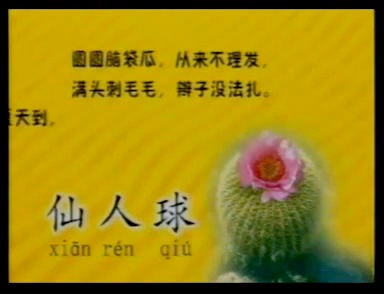 圆圆脑袋瓜，从来不理发，
满头刺毛毛，辫子没法扎。
天到，
仙人球
xiān rén qiú